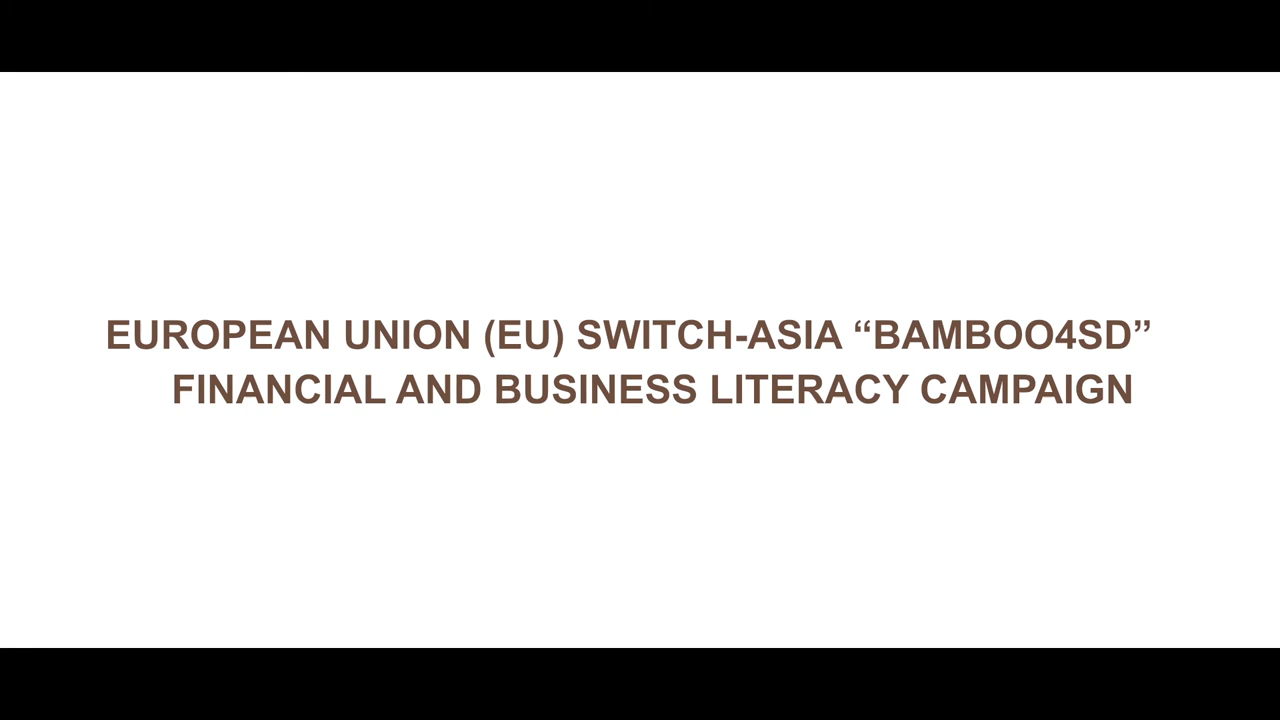 EUROPEAN UNION (EU) SWITCH-ASIA “BAMBOO4SD”
FINANCIAL AND BUSINESS LITERACY CAMPAIGN